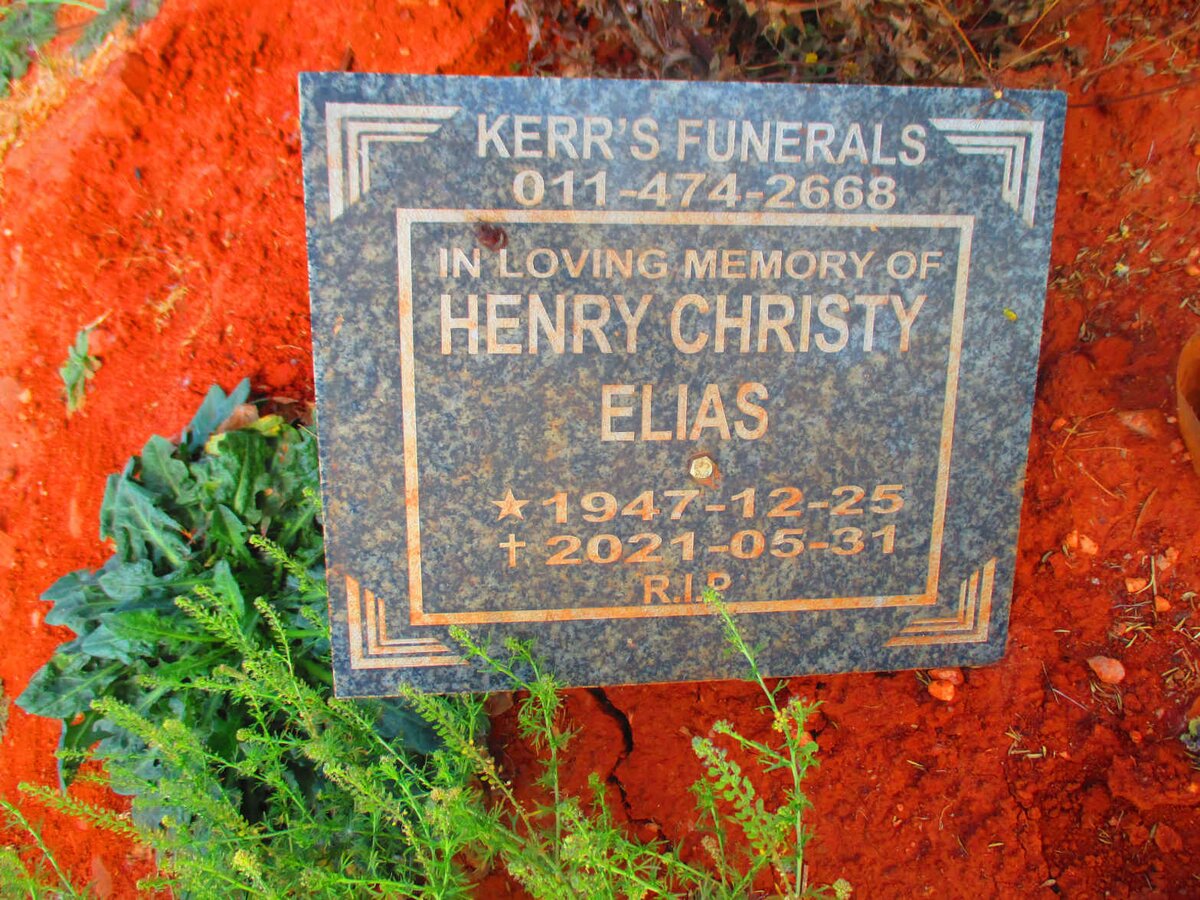 KERR'S FUNERALS
011-474-2668
IN LOVING MEMORY OF
HENRY CHRISTY
ELIAS
★ 1947-12-25
✝ 2021-05-31
R.I.P